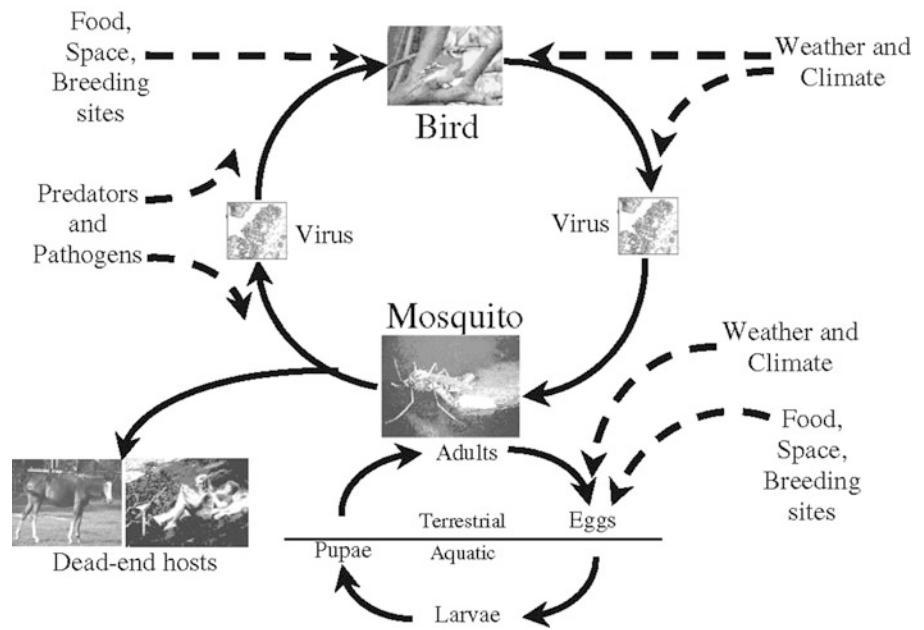 Food,
Space,
Breeding
sites
Weather and
Climate
Bird
Predators
and
Pathogens
Virus
Virus
Mosquito
Weather and
Climate
Food,
Space,
Breeding
sites
Adults
Terrestrial
Eggs
Dead-end hosts
Pupae
Aquatic
Larvae